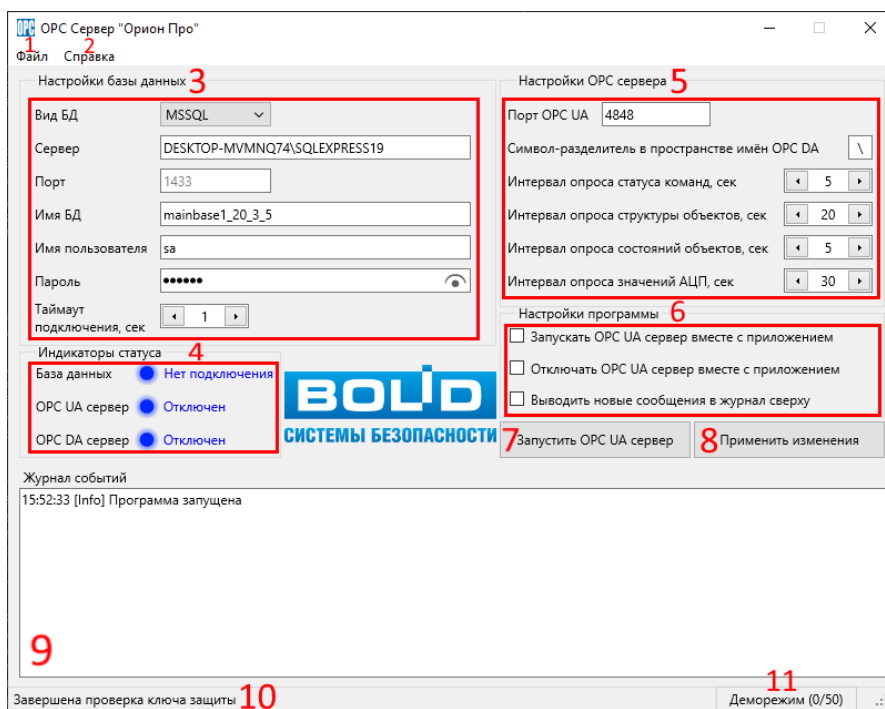 OPC Сервер "Орион Про"
1 2
Файл Справка
Настройки базы данных 3
Вид БД MSSQL
Сервер DESKTOP-MVMNQ74\SQLEXPRESS19
Порт 1433
Имя БД mainbase1_20_3_5
Имя пользователя sa
Пароль ••••••
Таймаут
подключения, сек 1
Настройки OPC сервера 5
Порт OPC UA 4848
Символ-разделитель в пространстве имён OPC DA \
Интервал опроса статуса команд, сек 5
Интервал опроса структуры объектов, сек 20
Интервал опроса состояний объектов, сек 5
Интервал опроса значений АЦП, сек 30
Индикаторы статуса 4
База данных Нет подключения
OPC UA сервер Отключен
OPC DA сервер Отключен
BOLID
СИСТЕМЫ БЕЗОПАСНОСТИ
Настройки программы 6
Запускать OPC UA сервер вместе с приложением
Отключать OPC UA сервер вместе с приложением
Выводить новые сообщения в журнал сверху
7 Запустить OPC UA сервер 8 Применить изменения
Журнал событий
15:52:33 [Info] Программа запущена
9
Завершена проверка ключа защиты 10
11
Деморежим (0/50)